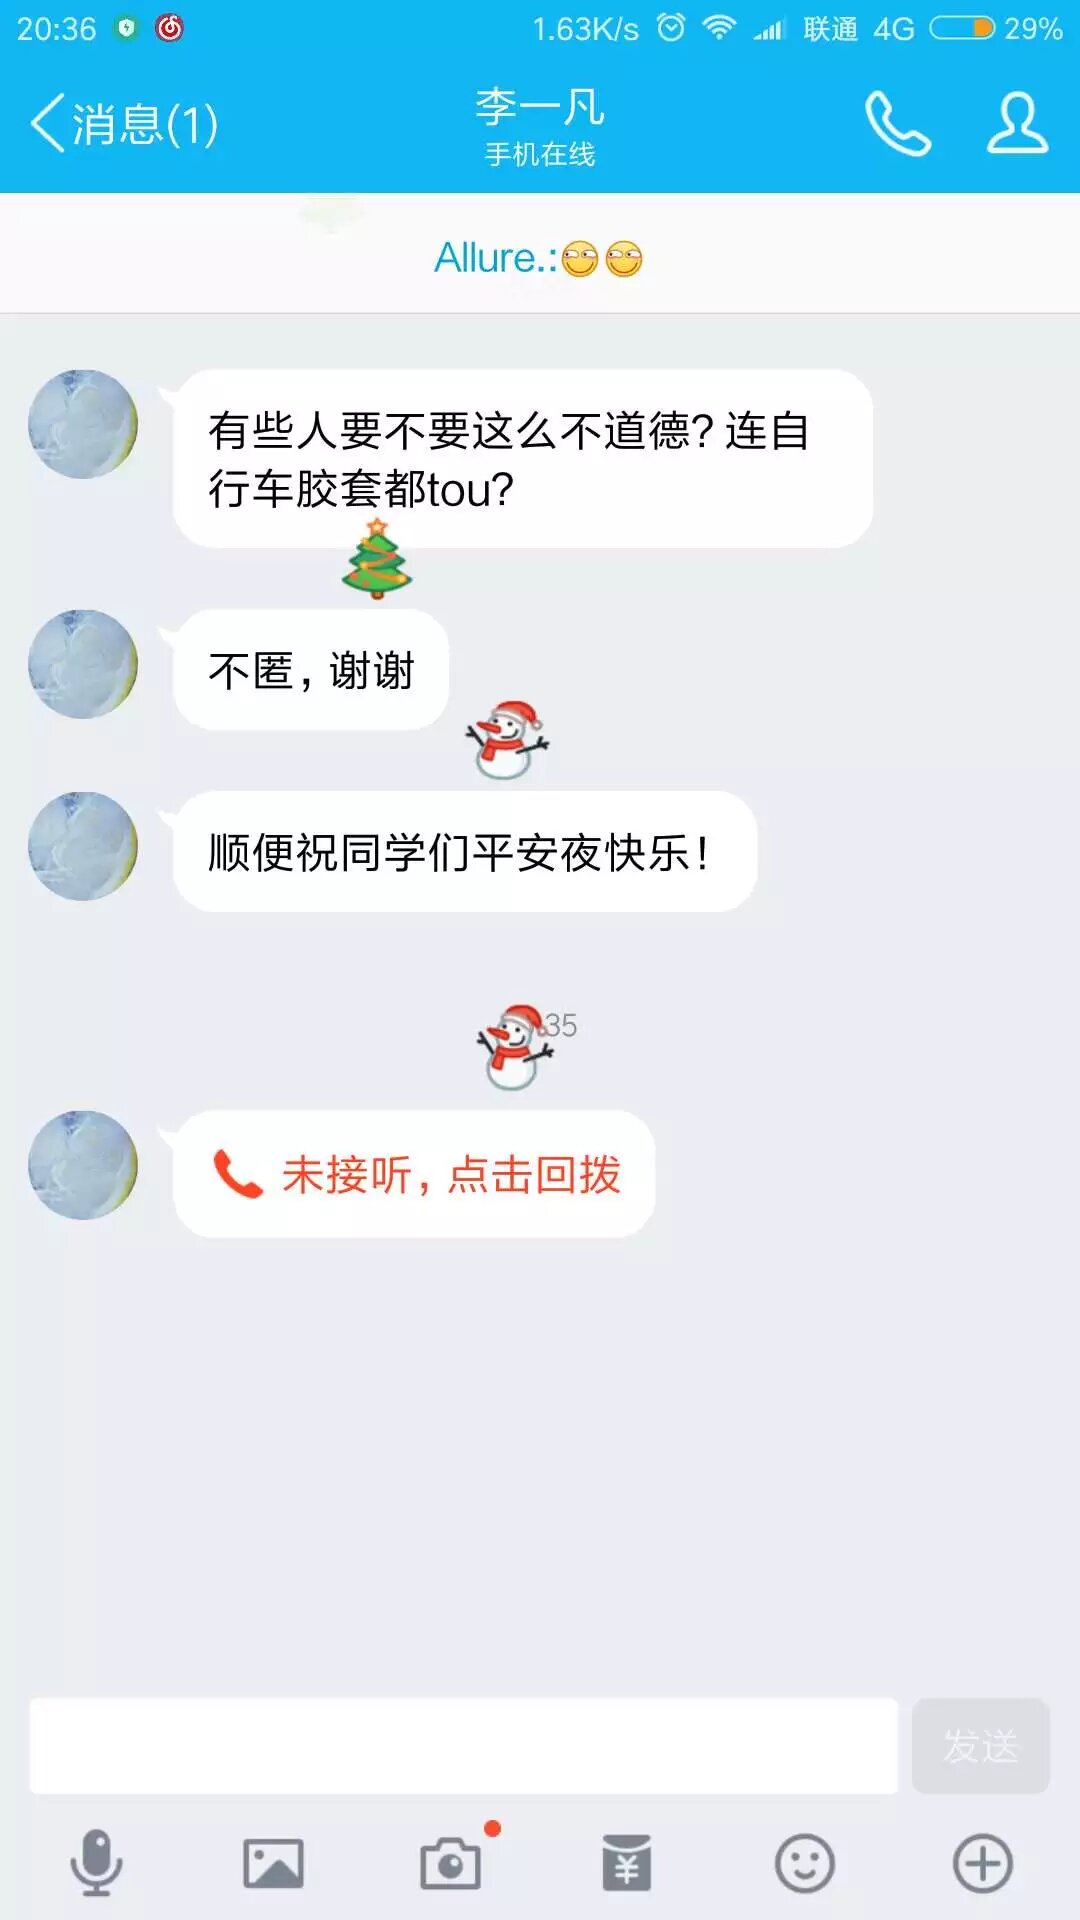 20:36 1.63K/s 联通 4G 29%
消息(1)
李一凡
手机在线
Allure.:
有些人要不要这么不道德？连自
行车胶套都tou？
不匿，谢谢
顺便祝同学们平安夜快乐！
35
未接听，点击回拨
发送